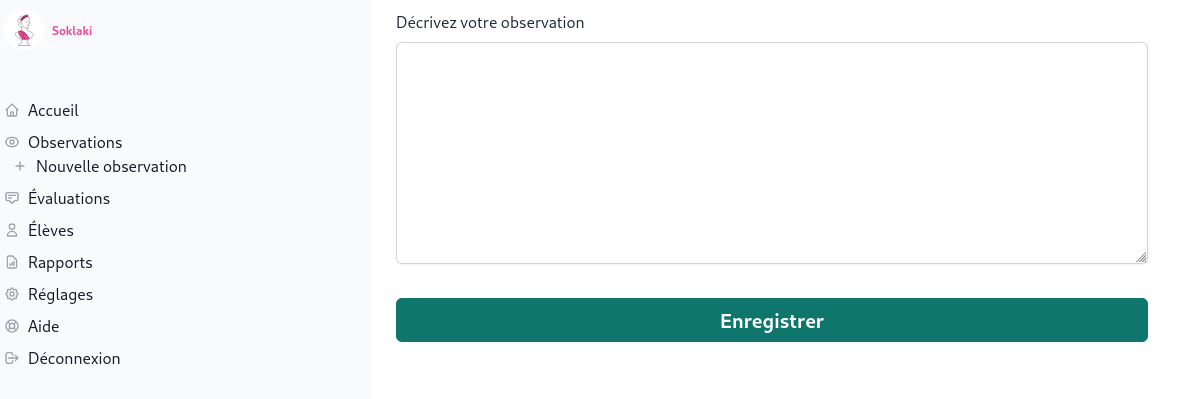 Soklaki
Accueil
Observations
Nouvelle observation
Évaluations
Élèves
Rapports
Réglages
Aide
Déconnexion
Décrivez votre observation
Enregistrer